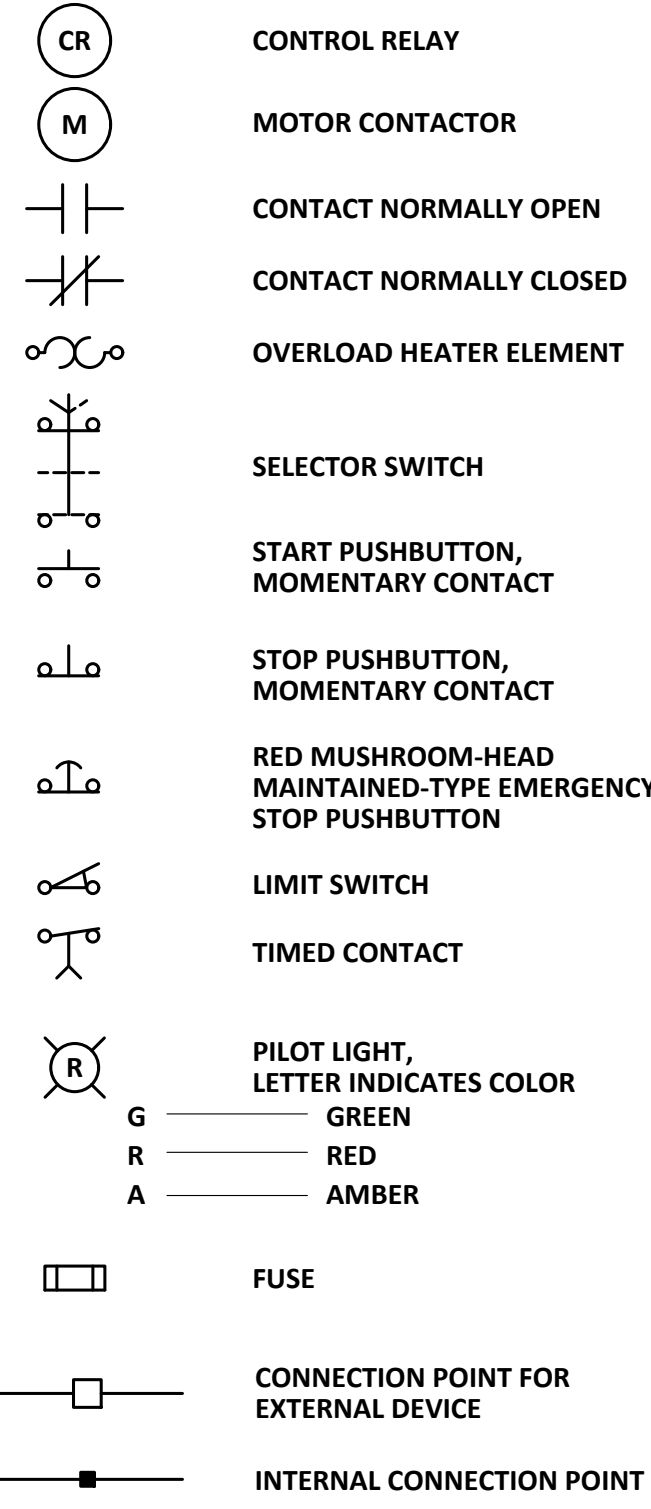 CR CONTROL RELAY
M MOTOR CONTACTOR
CONTACT NORMALLY OPEN
CONTACT NORMALLY CLOSED
OVERLOAD HEATER ELEMENT
SELECTOR SWITCH
START PUSHBUTTON,
MOMENTARY CONTACT
STOP PUSHBUTTON,
MOMENTARY CONTACT
RED MUSHROOM-HEAD
MAINTAINED-TYPE EMERGENCY
STOP PUSHBUTTON
LIMIT SWITCH
TIMED CONTACT
R PILOT LIGHT,
LETTER INDICATES COLOR
G GREEN
R RED
A AMBER
FUSE
CONNECTION POINT FOR
EXTERNAL DEVICE
INTERNAL CONNECTION POINT